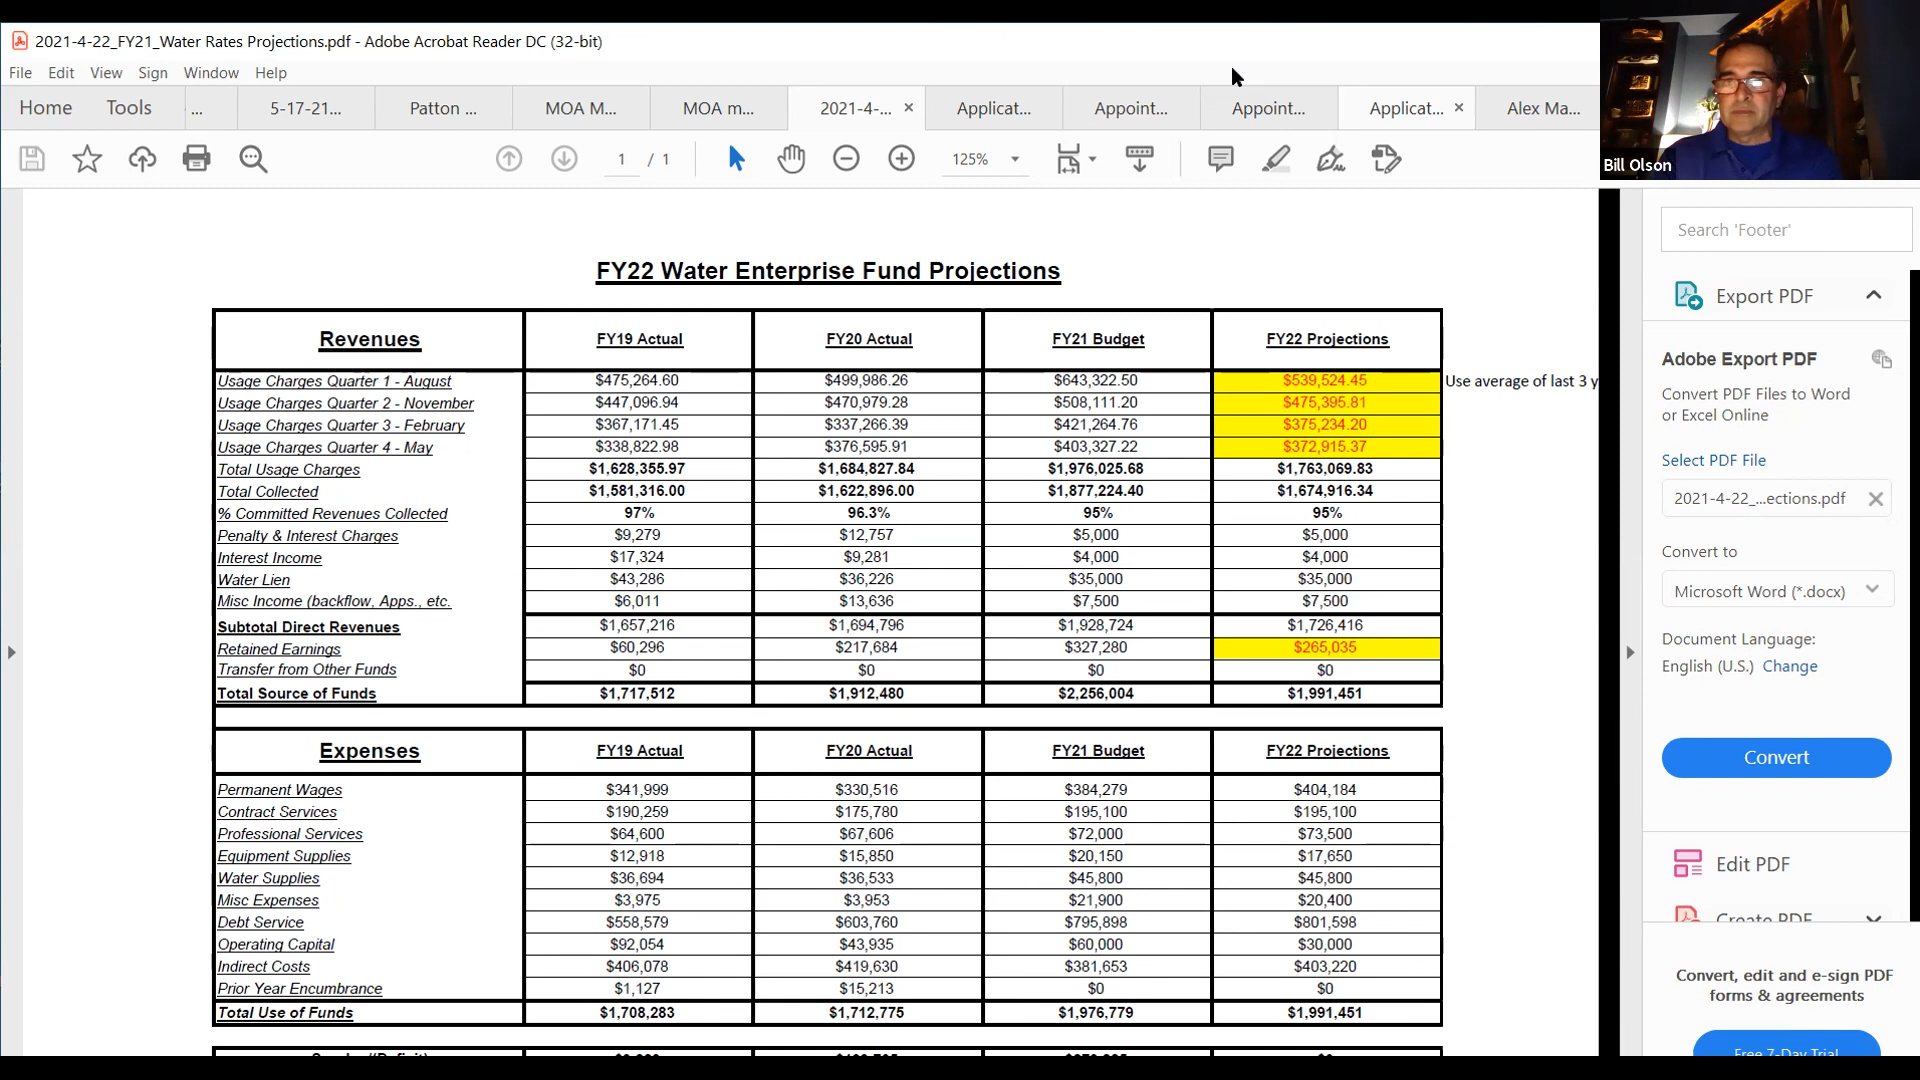 2021-4-22_FY21_Water Rates Projections.pdf - Adobe Acrobat Reader DC (32-bit)
File Edit View Sign Window Help
Home Tools ... 5-17-21... Patton ... MOA M... MOA m... 2021-4-... Applicat... Appoint... Appoint... Applicat... Alex Ma...
1 / 1 125%
Bill Olson
FY22 Water Enterprise Fund Projections
Revenues FY19 Actual FY20 Actual FY21 Budget FY22 Projections
Usage Charges Quarter 1 - August $475,264.60 $499,986.26 $643,322.50 $539,524.45 Use average of last 3 y
Usage Charges Quarter 2 - November $447,096.94 $470,979.28 $508,111.20 $475,395.81
Usage Charges Quarter 3 - February $367,171.45 $337,266.39 $421,264.76 $375,234.20
Usage Charges Quarter 4 - May $338,822.98 $376,595.91 $403,327.22 $372,915.37
Total Usage Charges $1,628,355.97 $1,684,827.84 $1,976,025.68 $1,763,069.83
Total Collected $1,581,316.00 $1,622,896.00 $1,877,224.40 $1,674,916.34
% Committed Revenues Collected 97% 96.3% 95% 95%
Penalty & Interest Charges $9,279 $12,757 $5,000 $5,000
Interest Income $17,324 $9,281 $4,000 $4,000
Water Lien $43,286 $36,226 $35,000 $35,000
Misc Income (backflow, Apps., etc. $6,011 $13,636 $7,500 $7,500
Subtotal Direct Revenues $1,657,216 $1,694,796 $1,928,724 $1,726,416
Retained Earnings $60,296 $217,684 $327,280 $265,035
Transfer from Other Funds $0 $0 $0 $0
Total Source of Funds $1,717,512 $1,912,480 $2,256,004 $1,991,451
Expenses FY19 Actual FY20 Actual FY21 Budget FY22 Projections
Permanent Wages $341,999 $330,516 $384,279 $404,184
Contract Services $190,259 $175,780 $195,100 $195,100
Professional Services $64,600 $67,606 $72,000 $73,500
Equipment Supplies $12,918 $15,850 $20,150 $17,650
Water Supplies $36,694 $36,533 $45,800 $45,800
Misc Expenses $3,975 $3,953 $21,900 $20,400
Debt Service $558,579 $603,760 $795,898 $801,598
Operating Capital $92,054 $43,935 $60,000 $30,000
Indirect Costs $406,078 $419,630 $381,653 $403,220
Prior Year Encumbrance $1,127 $15,213 $0 $0
Total Use of Funds $1,708,283 $1,712,775 $1,976,779 $1,991,451
Search 'Footer'
Export PDF
Adobe Export PDF
Convert PDF Files to Word
or Excel Online
Select PDF File
2021-4-22_...ections.pdf
Convert to
Microsoft Word (*.docx)
Document Language:
English (U.S.) Change
Convert
Edit PDF
Create PDF
Convert, edit and e-sign PDF
forms & agreements
Free 7-Day Trial